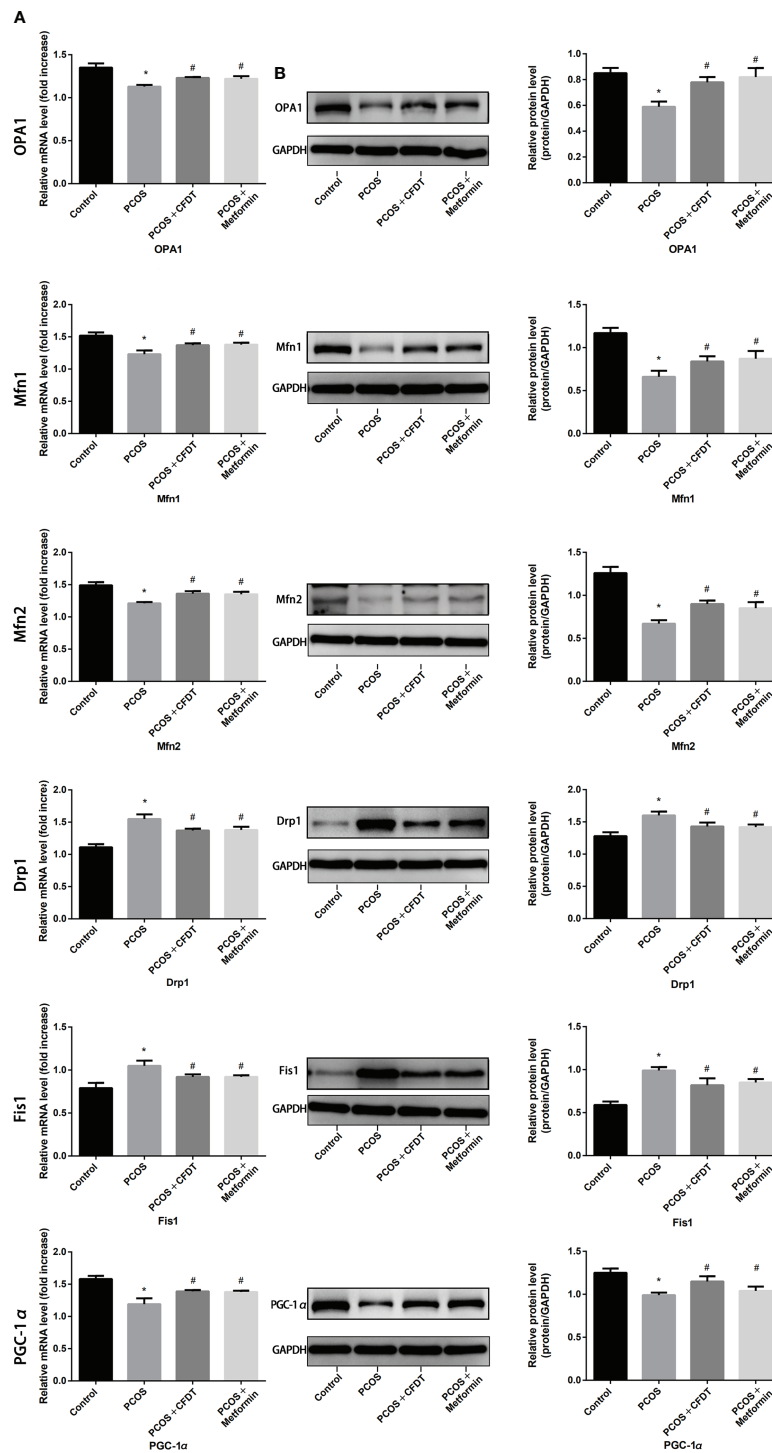 A
B
OPA1
Relative mRNA level (fold increase)
2.0
1.5
1.0
0.5
0.0
Control
PCOS
PCOS+CFDT
PCOS+
Metformin
OPA1
*
#
#
OPA1
GAPDH
Control
PCOS
PCOS+CFDT
PCOS+
Metformin
Relative protein level
(protein/GAPDH)
1.0
0.8
0.6
0.4
0.2
0.0
*
#
#
Control
PCOS
PCOS+CFDT
PCOS+
Metformin
OPA1
Mfn1
Relative mRNA level (fold increase)
2.0
1.5
1.0
0.5
0.0
*
#
#
Control
PCOS
PCOS+CFDT
PCOS+
Metformin
Mfn1
Mfn1
GAPDH
Control
PCOS
PCOS+CFDT
PCOS+
Metformin
Relative protein level
(protein/GAPDH)
1.5
1.0
0.5
0.0
*
#
#
Control
PCOS
PCOS+CFDT
PCOS+
Metformin
Mfn1
Mfn2
Relative mRNA level (fold increase)
2.0
1.5
1.0
0.5
0.0
*
#
#
Control
PCOS
PCOS+CFDT
PCOS+
Metformin
Mfn2
Mfn2
GAPDH
Control
PCOS
PCOS+CFDT
PCOS+
Metformin
Relative protein level
(protein/GAPDH)
1.5
1.0
0.5
0.0
*
#
#
Control
PCOS
PCOS+CFDT
PCOS+
Metformin
Mfn2
Drp1
Relative mRNA level (fold increa
2.0
1.5
1.0
0.5
0.0
*
#
#
Control
PCOS
PCOS+CFDT
PCOS+
Metformin
Drp1
Drp1
GAPDH
Control
PCOS
PCOS+CFDT
PCOS+
Metformin
Relative protein level
(protein/GAPDH)
2.0
1.5
1.0
0.5
0.0
*
#
#
Control
PCOS
PCOS+CFDT
PCOS+
Metformin
Drp1
Fis1
Relative mRNA level (fold increase)
1.5
1.0
0.5
0.0
*
#
#
Control
PCOS
PCOS+CFDT
PCOS+
Metformin
Fis1
Fis1
GAPDH
Control
PCOS
PCOS+CFDT
PCOS+
Metformin
Relative protein level
(protein/GAPDH)
1.5
1.0
0.5
0.0
*
#
#
Control
PCOS
PCOS+CFDT
PCOS+
Metformin
Fis1
PGC-1α
Relative mRNA level (fold increase)
2.0
1.5
1.0
0.5
0.0
*
#
#
Control
PCOS
PCOS+CFDT
PCOS+
Metformin
PGC-1α
PGC-1α
GAPDH
Control
PCOS
PCOS+CFDT
PCOS+
Metformin
Relative protein level
(protein/GAPDH)
1.5
1.0
0.5
0.0
*
#
#
Control
PCOS
PCOS+CFDT
PCOS+
Metformin
PGC-1α